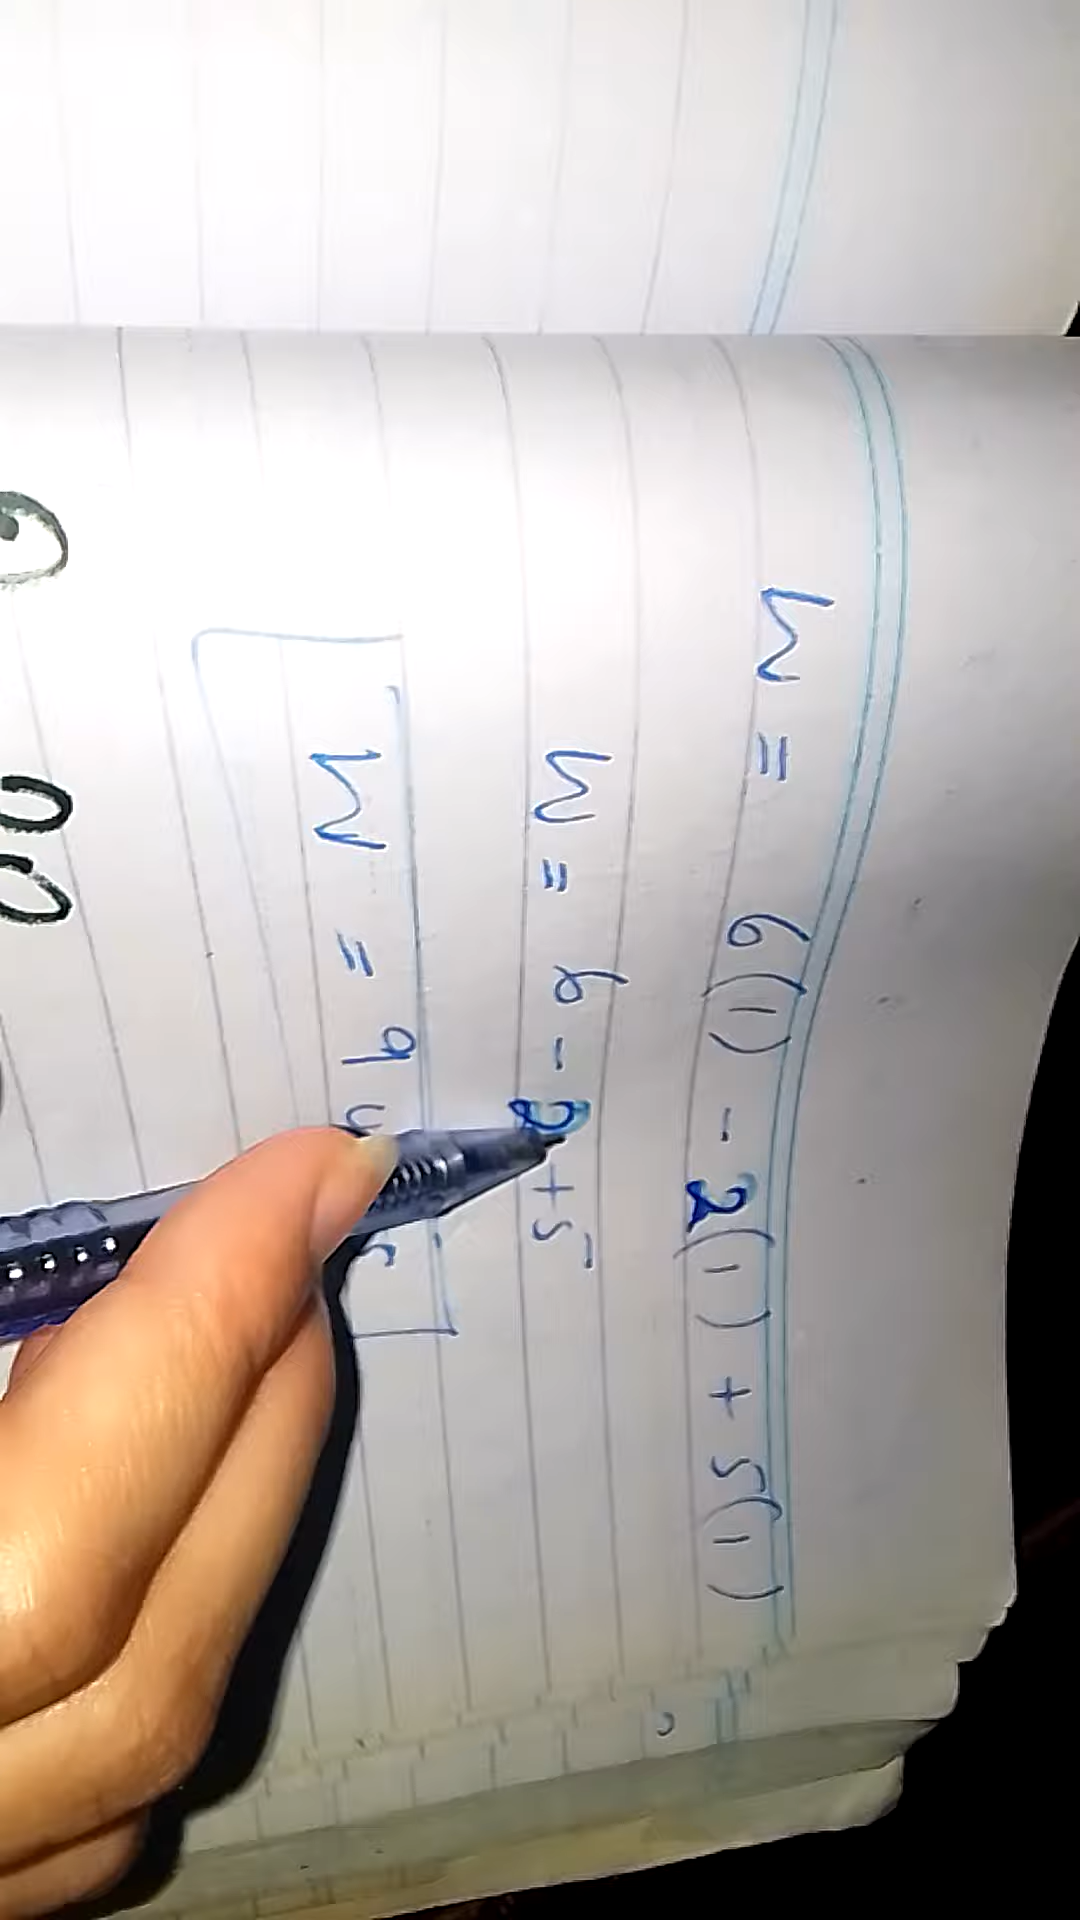 W = 6(1) - 2(1) + 5(1)
W = 6 - 2 + 5
W = 9